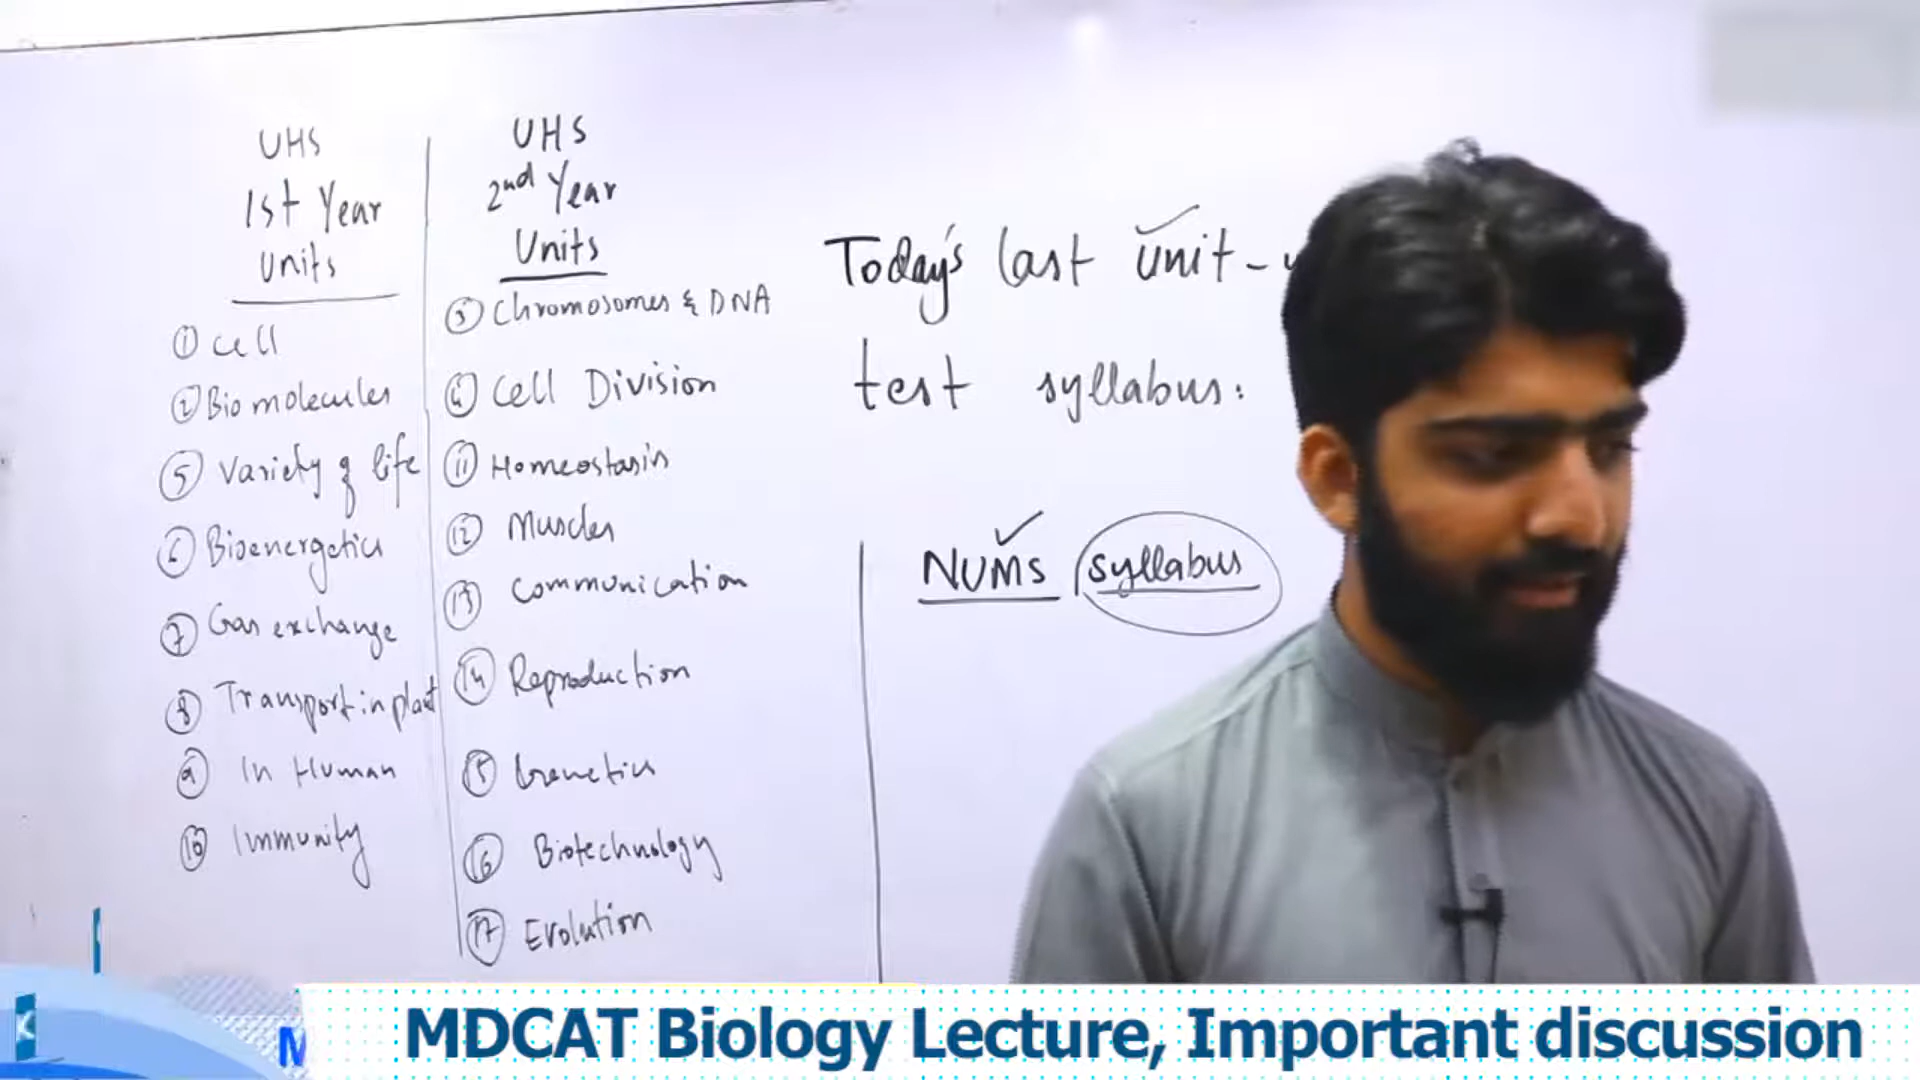 UHS
1st Year
Units
① Cell
② Biomolecules
⑤ Variety of life
⑥ Bioenergetics
⑦ Gas exchange
⑧ Transport in plant
⑨ In Human
⑩ Immunity
UHS
2nd Year
Units
③ Chromosomes & DNA
④ Cell Division
⑪ Homeostasis
⑫ Muscles
⑬ Communication
⑭ Reproduction
⑮ Genetics
⑯ Biotechnology
⑰ Evolution
Today's last unit-
test syllabus:
NUMS syllabus
M
MDCAT Biology Lecture, Important discussion